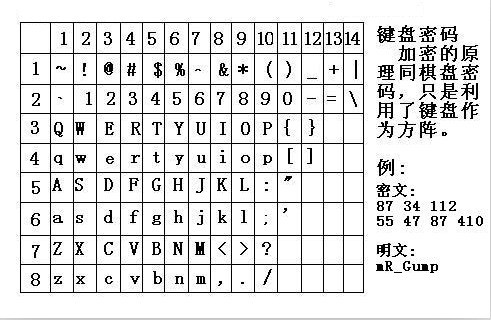 1 2 3 4 5 6 7 8 9 10 11 12 13 14
1 ~ ! @ # $ % ^ & * ( ) _ + |
2 ` 1 2 3 4 5 6 7 8 9 0 - = \
3 Q W E R T Y U I O P { }
4 q w e r t y u i o p [ ]
5 A S D F G H J K L : "
6 a s d f g h j k l ; '
7 Z X C V B N M < > ?
8 z x c v b n m , . /
键盘密码
加密的原
理同棋盘密
码，只是利
用了键盘作
为方阵。
例：
密文：
87 34 112
55 47 87 410
明文：
mR_Gump